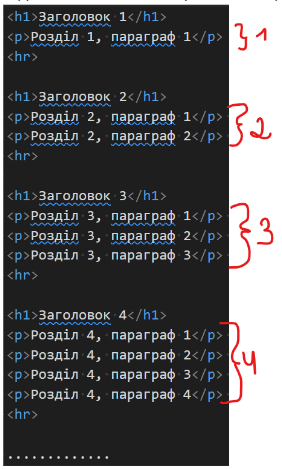 <h1>Заголовок 1</h1>
<p>Розділ 1, параграф 1</p> 1
<hr>
<h1>Заголовок 2</h1>
<p>Розділ 2, параграф 1</p>
<p>Розділ 2, параграф 2</p> 2
<hr>
<h1>Заголовок 3</h1>
<p>Розділ 3, параграф 1</p>
<p>Розділ 3, параграф 2</p> 3
<p>Розділ 3, параграф 3</p>
<hr>
<h1>Заголовок 4</h1>
<p>Розділ 4, параграф 1</p>
<p>Розділ 4, параграф 2</p>
<p>Розділ 4, параграф 3</p> 4
<p>Розділ 4, параграф 4</p>
<hr>
.............